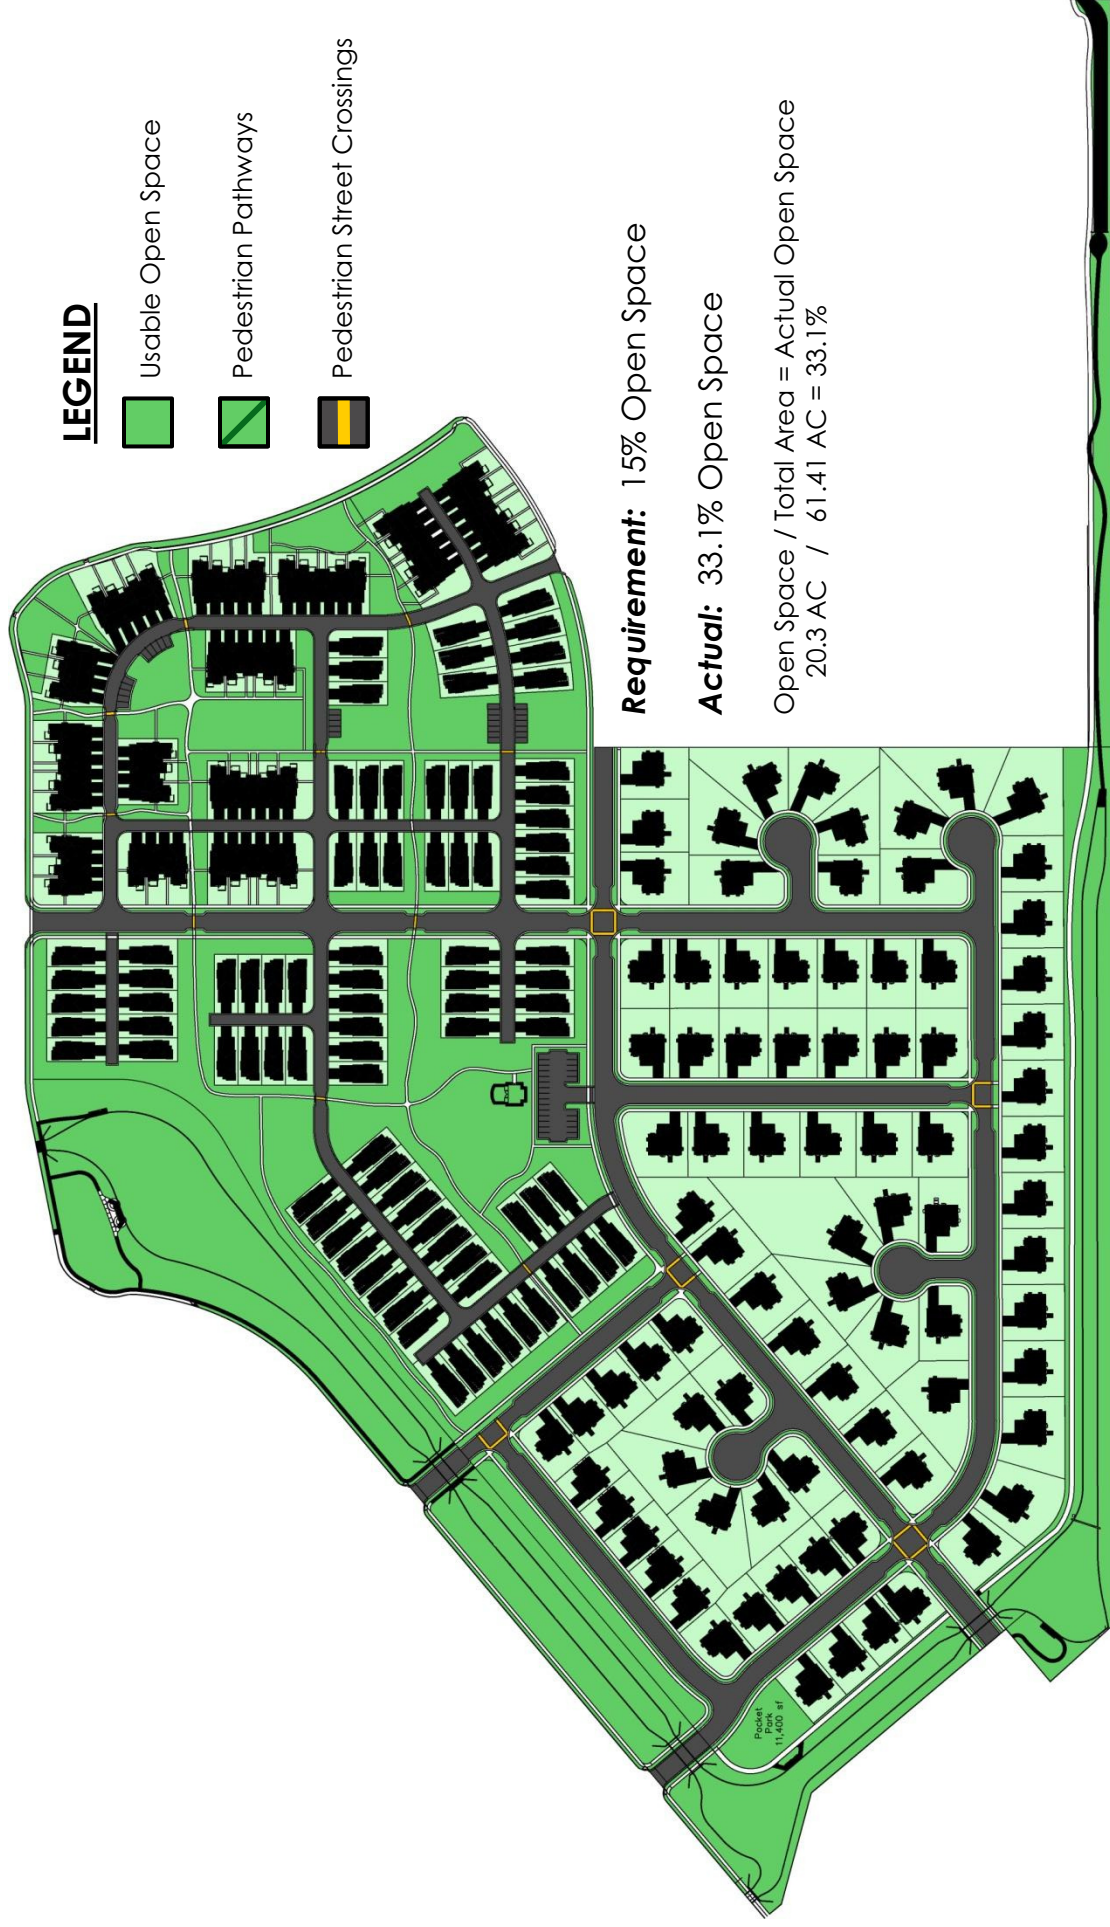 LEGEND
Usable Open Space
Pedestrian Pathways
Pedestrian Street Crossings
Requirement: 15% Open Space
Actual: 33.1% Open Space
Open Space / Total Area = Actual Open Space
20.3 AC / 61.41 AC = 33.1%
Pocket
Park
11,400 sf